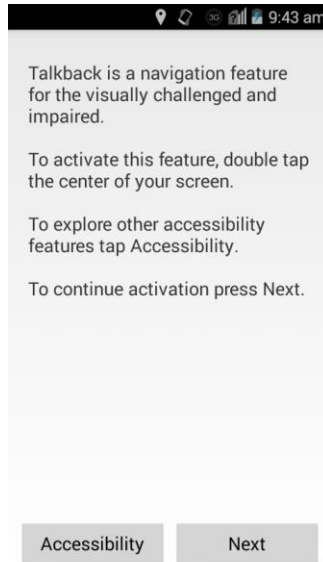 9:43 am
Talkback is a navigation feature
for the visually challenged and
impaired.
To activate this feature, double tap
the center of your screen.
To explore other accessibility
features tap Accessibility.
To continue activation press Next.
Accessibility Next